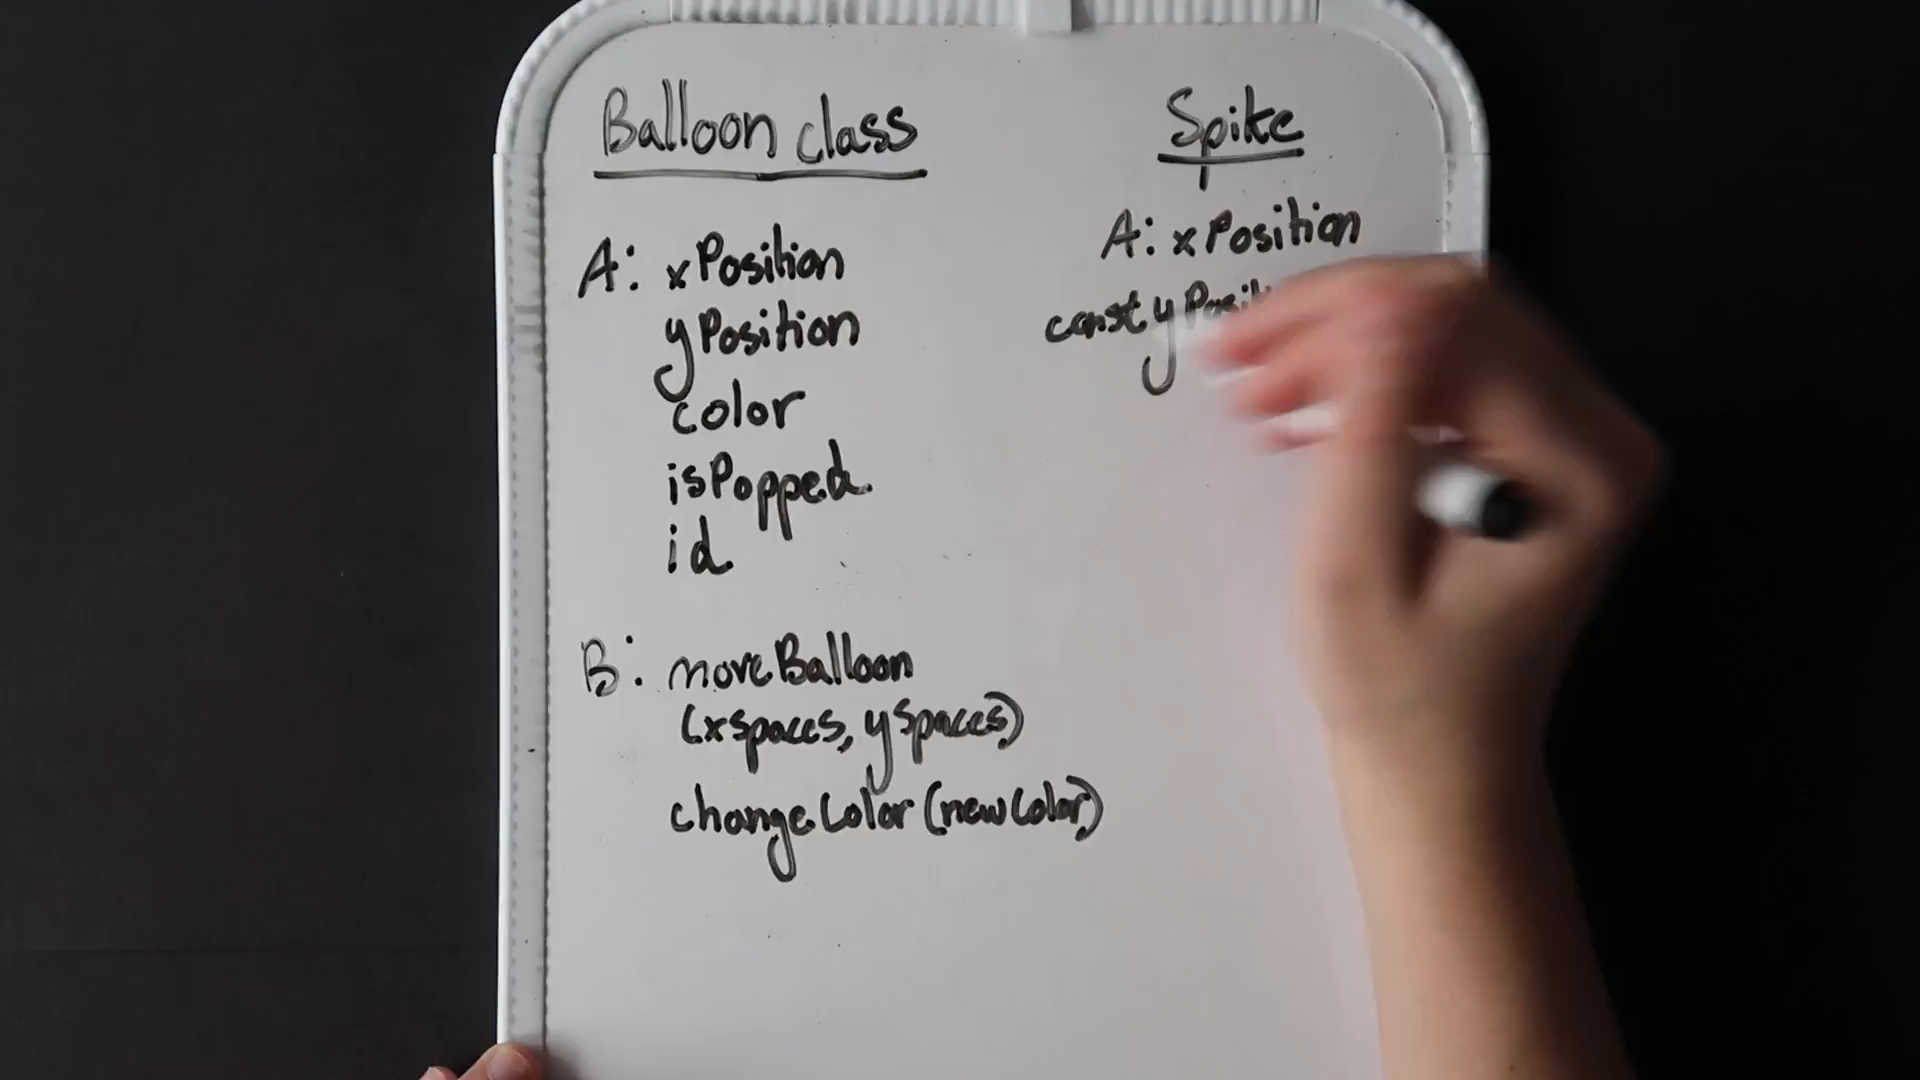 Balloon class
A: xPosition
yPosition
color
isPopped
id
B: moveBalloon
(xspaces, yspaces)
changeColor (newColor)
Spike
A: xPosition
const